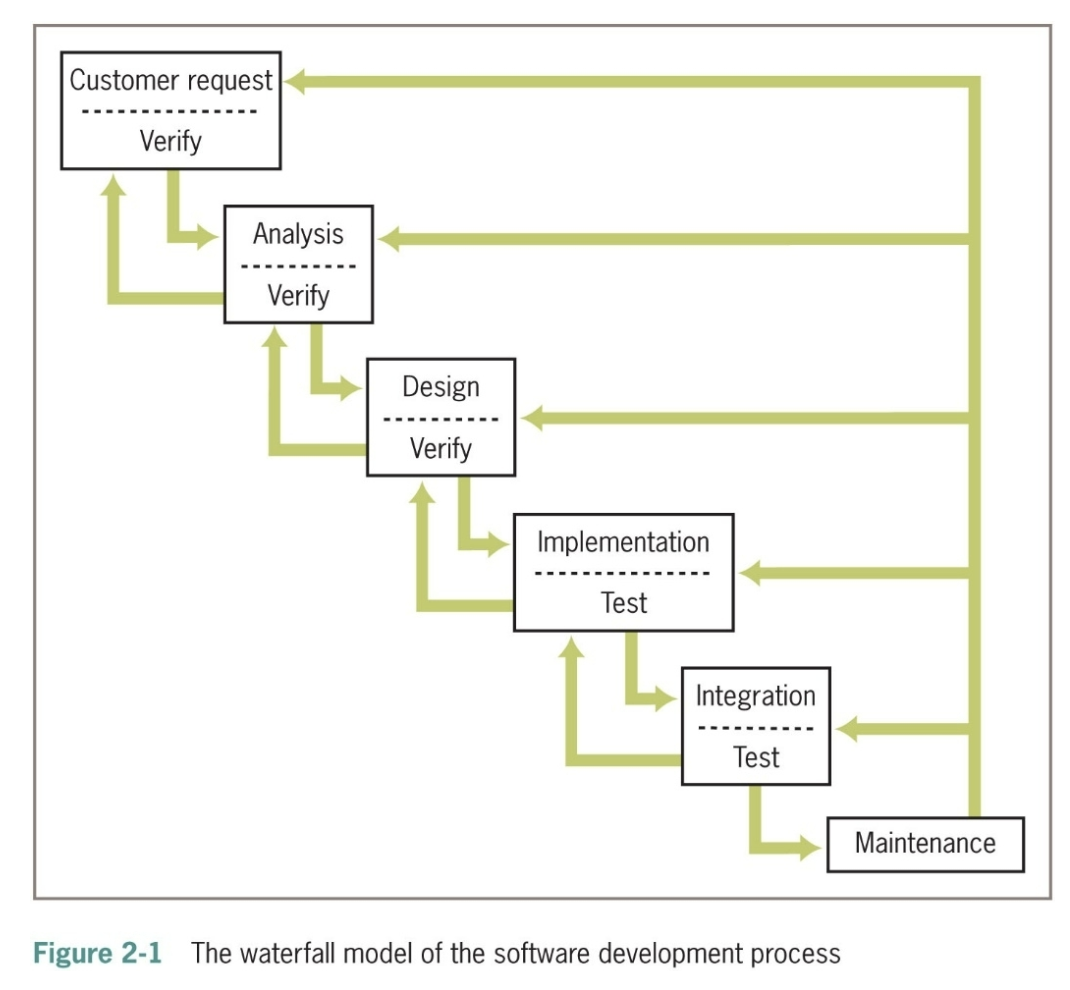 Customer request
Verify
Analysis
Verify
Design
Verify
Implementation
Test
Integration
Test
Maintenance
Figure 2-1 The waterfall model of the software development process